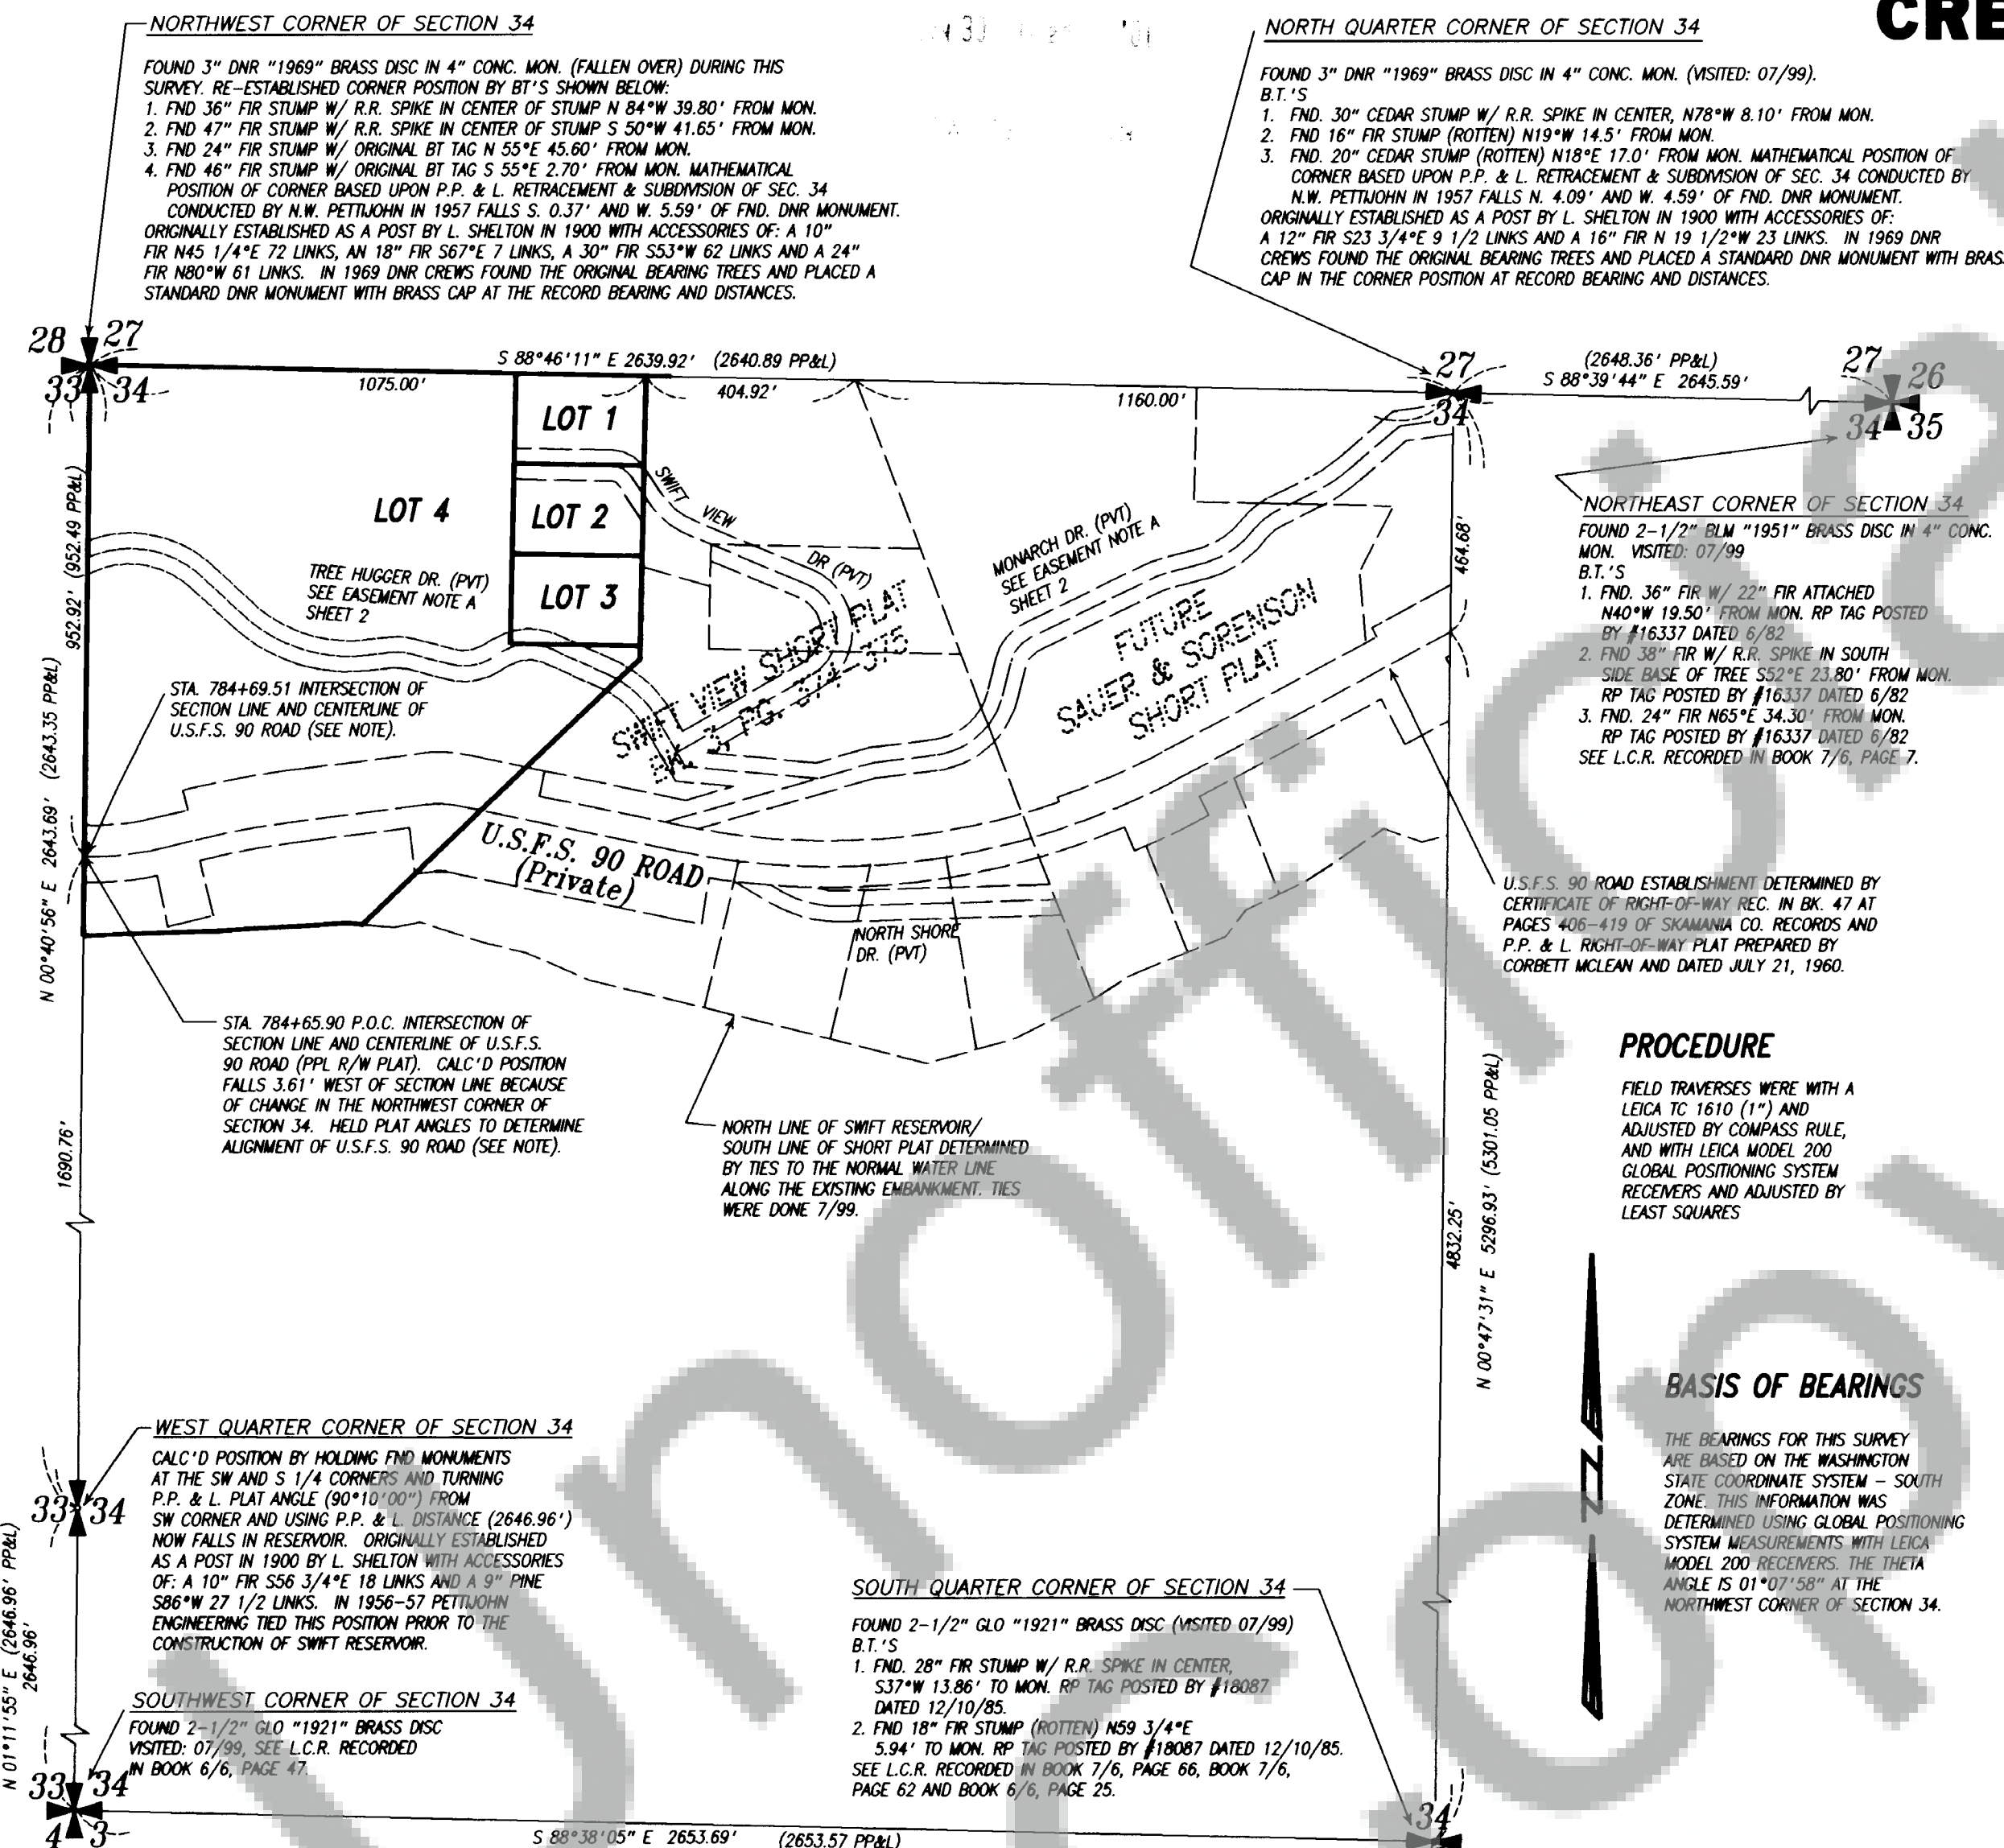 CRE
NORTHWEST CORNER OF SECTION 34
FOUND 3" DNR "1969" BRASS DISC IN 4" CONC. MON. (FALLEN OVER) DURING THIS
SURVEY. RE-ESTABLISHED CORNER POSITION BY BT'S SHOWN BELOW:
1. FND 36" FIR STUMP W/ R.R. SPIKE IN CENTER OF STUMP N 84°W 39.80' FROM MON.
2. FND 47" FIR STUMP W/ R.R. SPIKE IN CENTER OF STUMP S 50°W 41.65' FROM MON.
3. FND 24" FIR STUMP W/ ORIGINAL BT TAG N 55°E 45.60' FROM MON.
4. FND 46" FIR STUMP W/ ORIGINAL BT TAG S 55°E 2.70' FROM MON. MATHEMATICAL
POSITION OF CORNER BASED UPON P.P. & L. RETRACEMENT & SUBDIVISION OF SEC. 34
CONDUCTED BY N.W. PETTIJOHN IN 1957 FALLS S. 0.37' AND W. 5.59' OF FND. DNR MONUMENT.
ORIGINALLY ESTABLISHED AS A POST BY L. SHELTON IN 1900 WITH ACCESSORIES OF: A 10"
FIR N45 1/4°E 72 LINKS, AN 18" FIR S67°E 7 LINKS, A 30" FIR S53°W 62 LINKS AND A 24"
FIR N80°W 61 LINKS. IN 1969 DNR CREWS FOUND THE ORIGINAL BEARING TREES AND PLACED A
STANDARD DNR MONUMENT WITH BRASS CAP AT THE RECORD BEARING AND DISTANCES.
NORTH QUARTER CORNER OF SECTION 34
FOUND 3" DNR "1969" BRASS DISC IN 4" CONC. MON. (VISITED: 07/99).
B.T.'S
1. FND. 30" CEDAR STUMP W/ R.R. SPIKE IN CENTER, N78°W 8.10' FROM MON.
2. FND 16" FIR STUMP (ROTTEN) N19°W 14.5' FROM MON.
3. FND. 20" CEDAR STUMP (ROTTEN) N18°E 17.0' FROM MON. MATHEMATICAL POSITION OF
CORNER BASED UPON P.P. & L. RETRACEMENT & SUBDIVISION OF SEC. 34 CONDUCTED BY
N.W. PETTIJOHN IN 1957 FALLS N. 4.09' AND W. 4.59' OF FND. DNR MONUMENT.
ORIGINALLY ESTABLISHED AS A POST BY L. SHELTON IN 1900 WITH ACCESSORIES OF:
A 12" FIR S23 3/4°E 9 1/2 LINKS AND A 16" FIR N 19 1/2°W 23 LINKS. IN 1969 DNR
CREWS FOUND THE ORIGINAL BEARING TREES AND PLACED A STANDARD DNR MONUMENT WITH BRAS
CAP IN THE CORNER POSITION AT RECORD BEARING AND DISTANCES.
28 27
33 34
S 88°46'11" E 2639.92' (2640.89 PP&L)
1075.00'
404.92'
1160.00'
27
34
(2648.36' PP&L)
S 88°39'44" E 2645.59'
27 26
34 35
LOT 1
LOT 2
LOT 3
LOT 4
SWIFT VIEW DR (PVT)
TREE HUGGER DR. (PVT)
SEE EASEMENT NOTE A
SHEET 2
MONARCH DR. (PVT)
SEE EASEMENT NOTE A
SHEET 2
SWIFT VIEW SHORT PLAT
PG. 374-375
FUTURE
SAUER & SORENSON
SHORT PLAT
464.68'
952.92' (952.49 PP&L)
N 00°40'56" E 2643.69' (2643.35 PP&L)
NORTHEAST CORNER OF SECTION 34
FOUND 2-1/2" BLM "1951" BRASS DISC IN 4" CONC.
MON. VISITED: 07/99
B.T.'S
1. FND. 36" FIR W/ 22" FIR ATTACHED
N40°W 19.50' FROM MON. RP TAG POSTED
BY #16337 DATED 6/82
2. FND 38" FIR W/ R.R. SPIKE IN SOUTH
SIDE BASE OF TREE S52°E 23.80' FROM MON.
RP TAG POSTED BY #16337 DATED 6/82
3. FND. 24" FIR N65°E 34.30' FROM MON.
RP TAG POSTED BY #16337 DATED 6/82
SEE L.C.R. RECORDED IN BOOK 7/6, PAGE 7.
STA. 784+69.51 INTERSECTION OF
SECTION LINE AND CENTERLINE OF
U.S.F.S. 90 ROAD (SEE NOTE).
U.S.F.S. 90 ROAD
(Private)
NORTH SHORE
DR. (PVT)
U.S.F.S. 90 ROAD ESTABLISHMENT DETERMINED BY
CERTIFICATE OF RIGHT-OF-WAY REC. IN BK. 47 AT
PAGES 406-419 OF SKAMANIA CO. RECORDS AND
P.P. & L. RIGHT-OF-WAY PLAT PREPARED BY
CORBETT MCLEAN AND DATED JULY 21, 1960.
STA. 784+65.90 P.O.C. INTERSECTION OF
SECTION LINE AND CENTERLINE OF U.S.F.S.
90 ROAD (PPL R/W PLAT). CALC'D POSITION
FALLS 3.61' WEST OF SECTION LINE BECAUSE
OF CHANGE IN THE NORTHWEST CORNER OF
SECTION 34. HELD PLAT ANGLES TO DETERMINE
ALIGNMENT OF U.S.F.S. 90 ROAD (SEE NOTE).
NORTH LINE OF SWIFT RESERVOIR/
SOUTH LINE OF SHORT PLAT DETERMINED
BY TIES TO THE NORMAL WATER LINE
ALONG THE EXISTING EMBANKMENT. TIES
WERE DONE 7/99.
1690.76'
4832.25'
N 00°47'31" E 5296.93' (5301.05 PP&L)
PROCEDURE
FIELD TRAVERSES WERE WITH A
LEICA TC 1610 (1") AND
ADJUSTED BY COMPASS RULE,
AND WITH LEICA MODEL 200
GLOBAL POSITIONING SYSTEM
RECEIVERS AND ADJUSTED BY
LEAST SQUARES
N
BASIS OF BEARINGS
THE BEARINGS FOR THIS SURVEY
ARE BASED ON THE WASHINGTON
STATE COORDINATE SYSTEM - SOUTH
ZONE. THIS INFORMATION WAS
DETERMINED USING GLOBAL POSITIONING
SYSTEM MEASUREMENTS WITH LEICA
MODEL 200 RECEIVERS. THE THETA
ANGLE IS 01°07'58" AT THE
NORTHWEST CORNER OF SECTION 34.
WEST QUARTER CORNER OF SECTION 34
CALC'D POSITION BY HOLDING FND MONUMENTS
AT THE SW AND S 1/4 CORNERS AND TURNING
P.P. & L. PLAT ANGLE (90°10'00") FROM
SW CORNER AND USING P.P. & L. DISTANCE (2646.96')
NOW FALLS IN RESERVOIR. ORIGINALLY ESTABLISHED
AS A POST IN 1900 BY L. SHELTON WITH ACCESSORIES
OF: A 10" FIR S56 3/4°E 18 LINKS AND A 9" PINE
S86°W 27 1/2 LINKS. IN 1956-57 PETTIJOHN
ENGINEERING TIED THIS POSITION PRIOR TO THE
CONSTRUCTION OF SWIFT RESERVOIR.
33 34
N 01°11'55" E (2646.96' PP&L)
2646.96'
SOUTHWEST CORNER OF SECTION 34
FOUND 2-1/2" GLO "1921" BRASS DISC
VISITED: 07/99, SEE L.C.R. RECORDED
IN BOOK 6/6, PAGE 47.
33 34
4 3
SOUTH QUARTER CORNER OF SECTION 34
FOUND 2-1/2" GLO "1921" BRASS DISC (VISITED 07/99)
B.T.'S
1. FND. 28" FIR STUMP W/ R.R. SPIKE IN CENTER,
S37°W 13.86' TO MON. RP TAG POSTED BY #18087
DATED 12/10/85.
2. FND 18" FIR STUMP (ROTTEN) N59 3/4°E
5.94' TO MON. RP TAG POSTED BY #18087 DATED 12/10/85.
SEE L.C.R. RECORDED IN BOOK 7/6, PAGE 66, BOOK 7/6,
PAGE 62 AND BOOK 6/6, PAGE 25.
34
S 88°38'05" E 2653.69' (2653.57 PP&L)